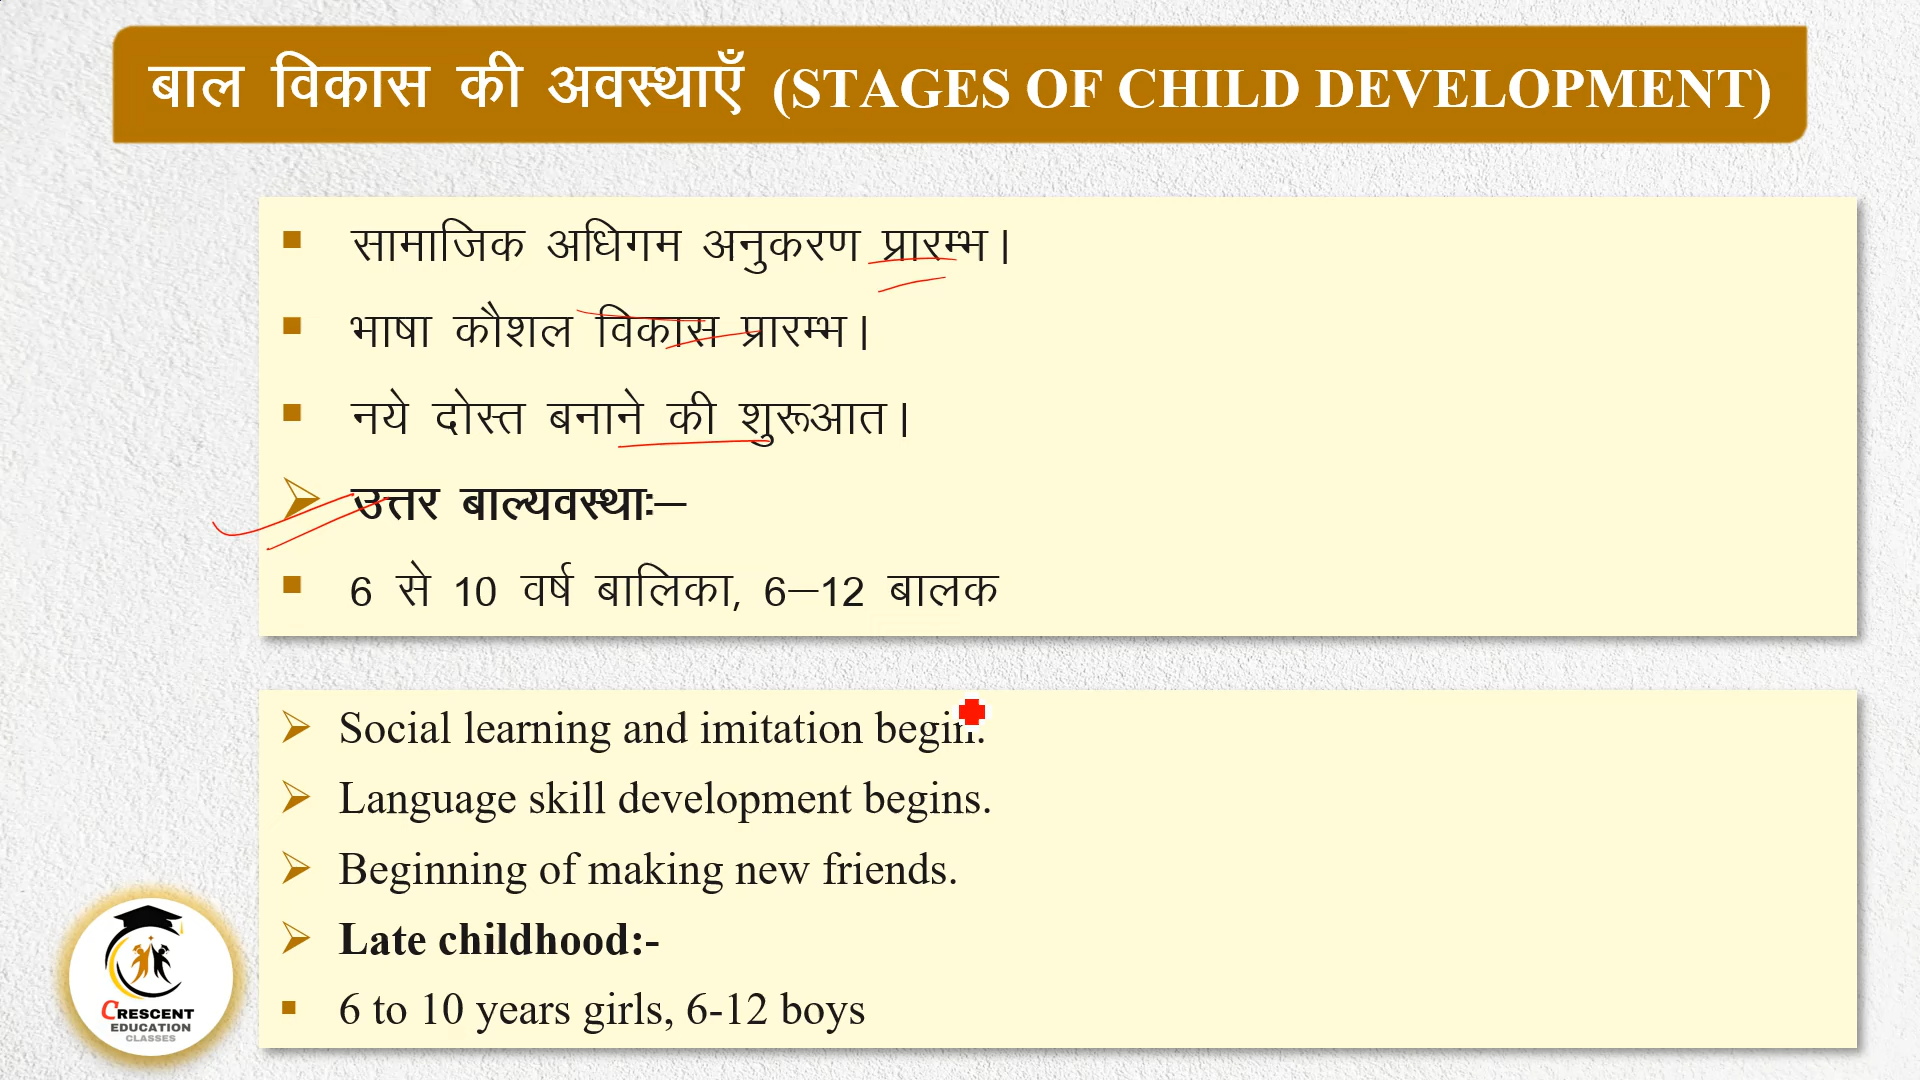 बाल विकास की अवस्थाएँ (STAGES OF CHILD DEVELOPMENT)
सामाजिक अधिगम अनुकरण प्रारम्भ।
भाषा कौशल विकास प्रारम्भ।
नये दोस्त बनाने की शुरूआत।
उत्तर बाल्यवस्थाः–
6 से 10 वर्ष बालिका, 6–12 बालक
Social learning and imitation begin.
Language skill development begins.
Beginning of making new friends.
Late childhood:-
6 to 10 years girls, 6-12 boys
CRESCENT
EDUCATION
CLASSES